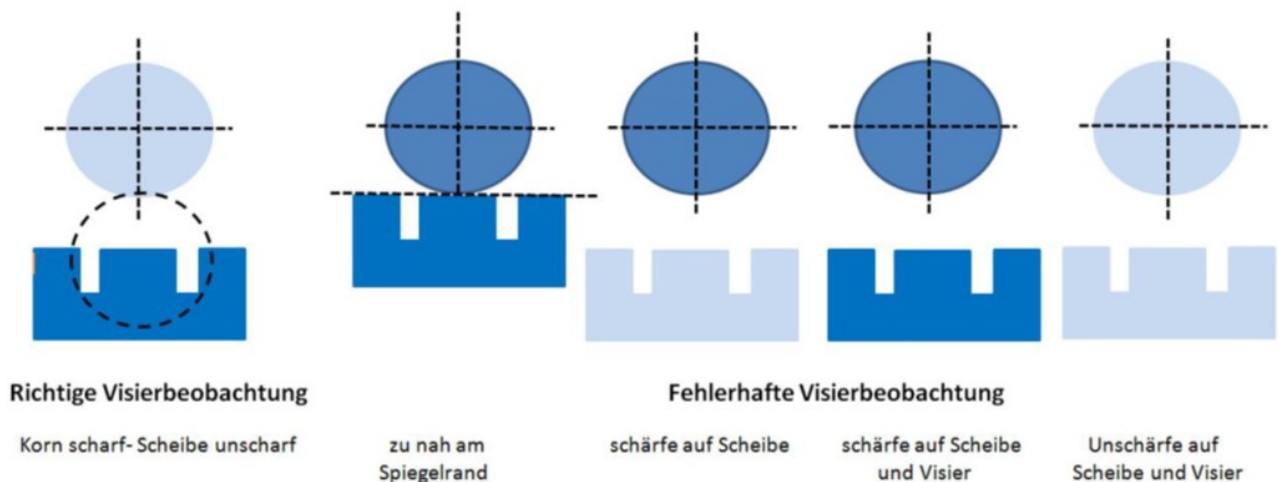 Richtige Visierbeobachtung
Fehlerhafte Visierbeobachtung
Korn scharf- Scheibe unscharf
zu nah am
Spiegelrand
schärfe auf Scheibe
schärfe auf Scheibe
und Visier
Unschärfe auf
Scheibe und Visier